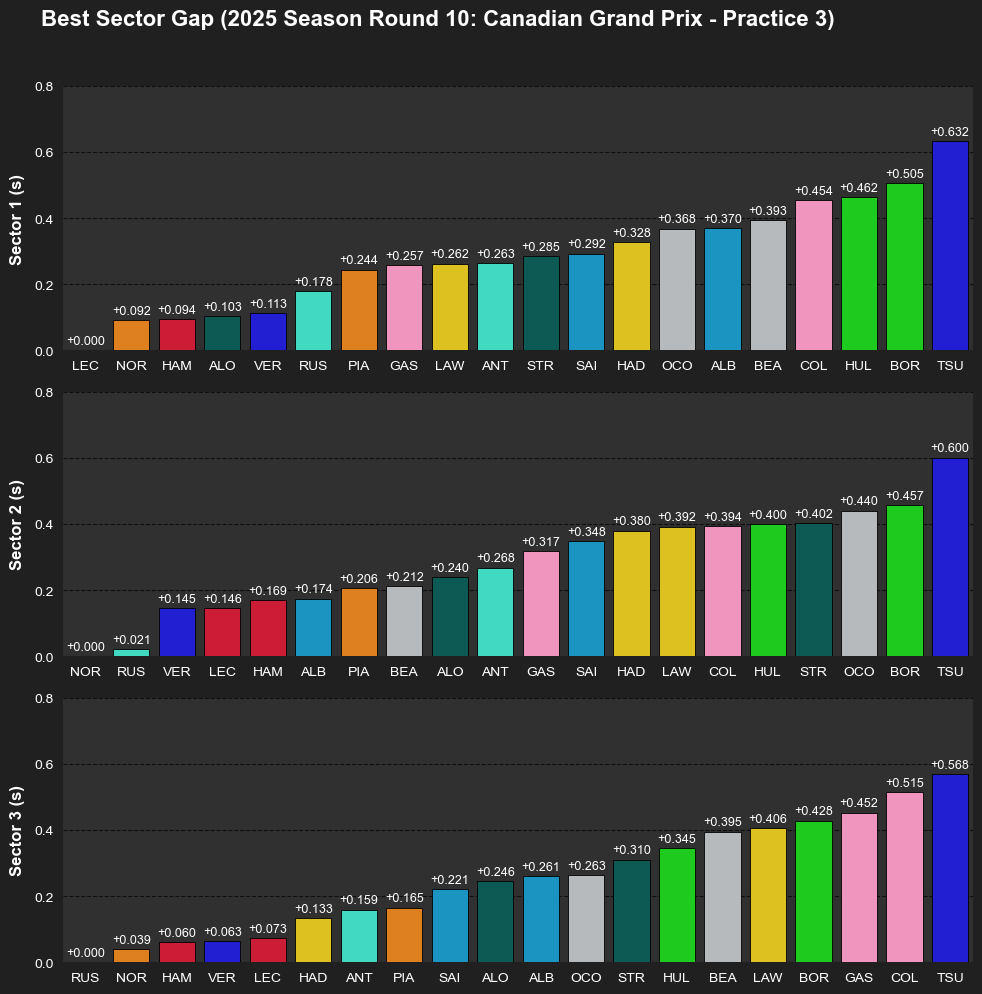 Best Sector Gap (2025 Season Round 10: Canadian Grand Prix - Practice 3)
Sector 1 (s)
0.8
0.6
0.4
0.2
0.0
+0.000 +0.092 +0.094 +0.103 +0.113 +0.178 +0.244 +0.257 +0.262 +0.263 +0.285 +0.292 +0.328 +0.368 +0.370 +0.393 +0.454 +0.462 +0.505 +0.632
LEC NOR HAM ALO VER RUS PIA GAS LAW ANT STR SAI HAD OCO ALB BEA COL HUL BOR TSU
Sector 2 (s)
0.8
0.6
0.4
0.2
0.0
+0.000 +0.021 +0.145 +0.146 +0.169 +0.174 +0.206 +0.212 +0.240 +0.268 +0.317 +0.348 +0.380 +0.392 +0.394 +0.400 +0.402 +0.440 +0.457 +0.600
NOR RUS VER LEC HAM ALB PIA BEA ALO ANT GAS SAI HAD LAW COL HUL STR OCO BOR TSU
Sector 3 (s)
0.8
0.6
0.4
0.2
0.0
+0.000 +0.039 +0.060 +0.063 +0.073 +0.133 +0.159 +0.165 +0.221 +0.246 +0.261 +0.263 +0.310 +0.345 +0.395 +0.406 +0.428 +0.452 +0.515 +0.568
RUS NOR HAM VER LEC HAD ANT PIA SAI ALO ALB OCO STR HUL BEA LAW BOR GAS COL TSU